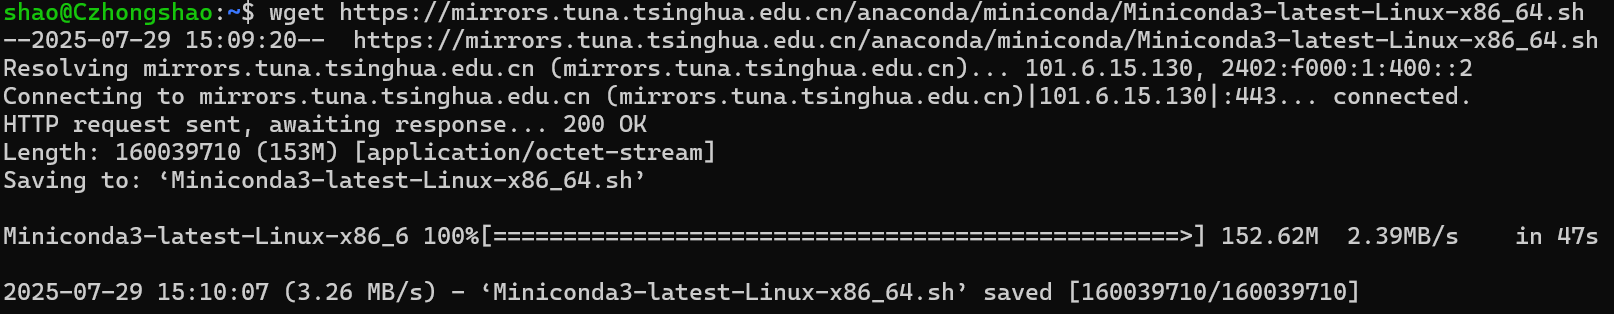 shao@Czhongshao:~$ wget https://mirrors.tuna.tsinghua.edu.cn/anaconda/miniconda/Miniconda3-latest-Linux-x86_64.sh
--2025-07-29 15:09:20--  https://mirrors.tuna.tsinghua.edu.cn/anaconda/miniconda/Miniconda3-latest-Linux-x86_64.sh
Resolving mirrors.tuna.tsinghua.edu.cn (mirrors.tuna.tsinghua.edu.cn)... 101.6.15.130, 2402:f000:1:400::2
Connecting to mirrors.tuna.tsinghua.edu.cn (mirrors.tuna.tsinghua.edu.cn)|101.6.15.130|:443... connected.
HTTP request sent, awaiting response... 200 OK
Length: 160039710 (153M) [application/octet-stream]
Saving to: ‘Miniconda3-latest-Linux-x86_64.sh’
Miniconda3-latest-Linux-x86_6 100%[=================================================>] 152.62M  2.39MB/s    in 47s
2025-07-29 15:10:07 (3.26 MB/s) - ‘Miniconda3-latest-Linux-x86_64.sh’ saved [160039710/160039710]